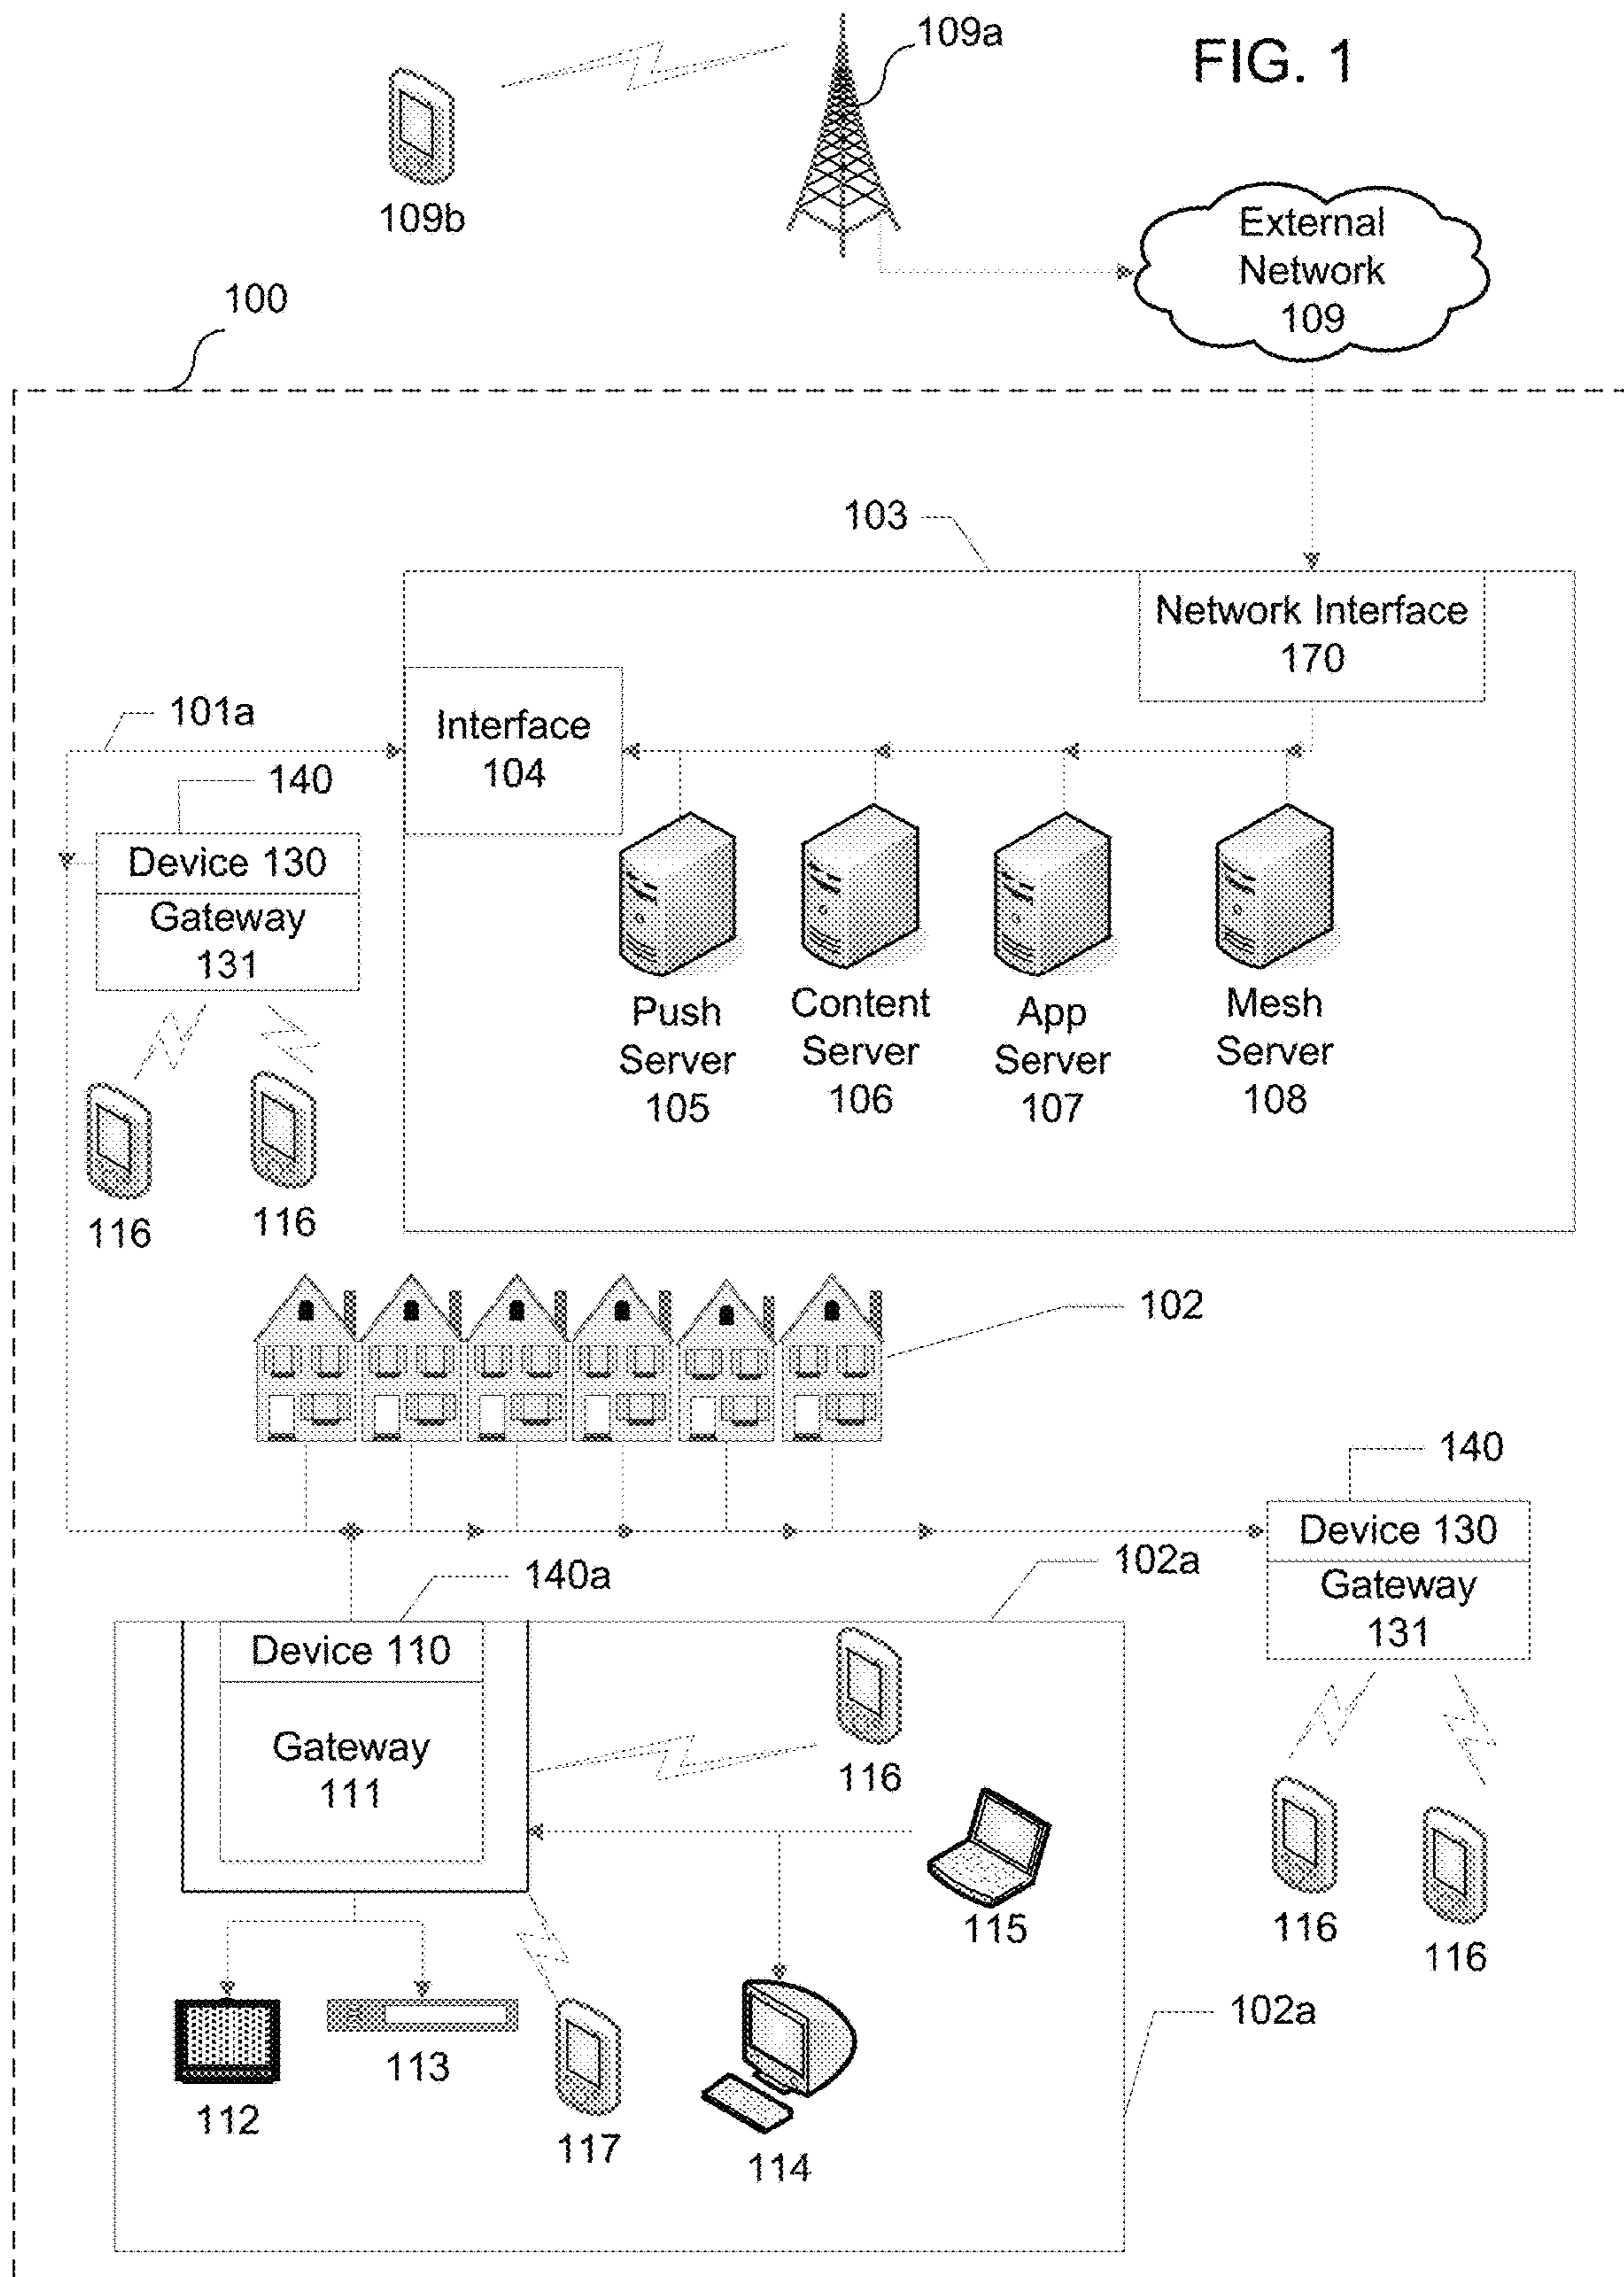 109a
FIG. 1
109b
External
Network
109
100
103
Network Interface
170
101a
Interface
104
140
Device 130
Gateway
131
Push
Server
105
Content
Server
106
App
Server
107
Mesh
Server
108
116
116
102
140
Device 130
Gateway
131
140a
102a
Device 110
Gateway
111
116
115
116
116
102a
112
113
117
114